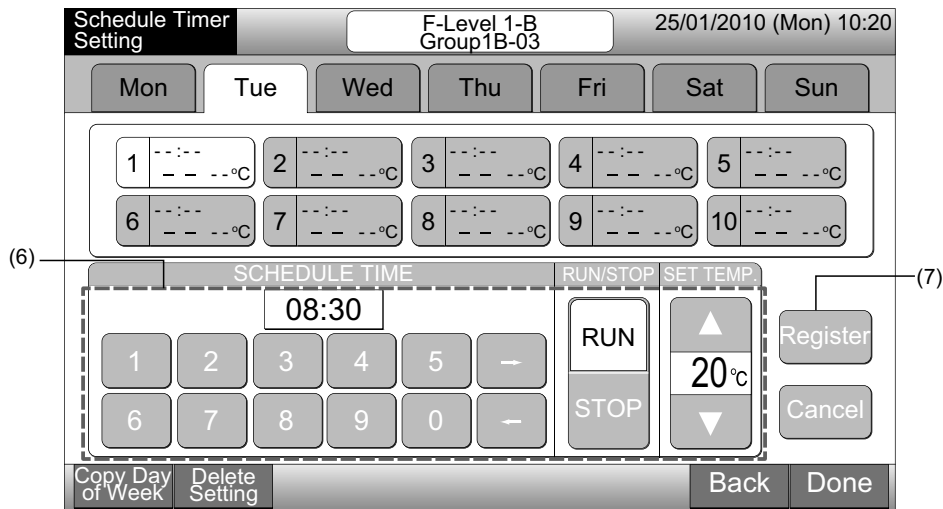 Schedule Timer
Setting
F-Level 1-B
Group1B-03
25/01/2010 (Mon) 10:20
Mon Tue Wed Thu Fri Sat Sun
1 --:-- 2 --:-- 3 --:-- 4 --:-- 5 --:--
– – --°C – – --°C – – --°C – – --°C – – --°C
6 --:-- 7 --:-- 8 --:-- 9 --:-- 10 --:--
– – --°C – – --°C – – --°C – – --°C – – --°C
(6)
SCHEDULE TIME RUN/STOP SET TEMP.
(7)
08:30
RUN
▲
Register
1 2 3 4 5 →
20°C
STOP
Cancel
6 7 8 9 0 ←
▼
Copy Day
of Week
Delete
Setting
Back Done